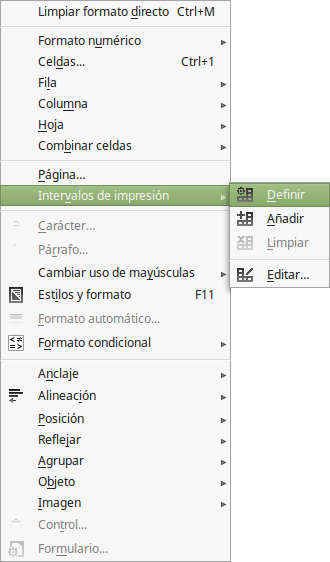 Limpiar formato directo Ctrl+M
Formato numérico
Celdas... Ctrl+1
Fila
Columna
Hoja
Combinar celdas
Página...
Intervalos de impresión
Definir
Añadir
Limpiar
Editar...
Carácter...
Párrafo...
Cambiar uso de mayúsculas
Estilos y formato F11
Formato automático...
Formato condicional
Anclaje
Alineación
Posición
Reflejar
Agrupar
Objeto
Imagen
Control...
Formulario...